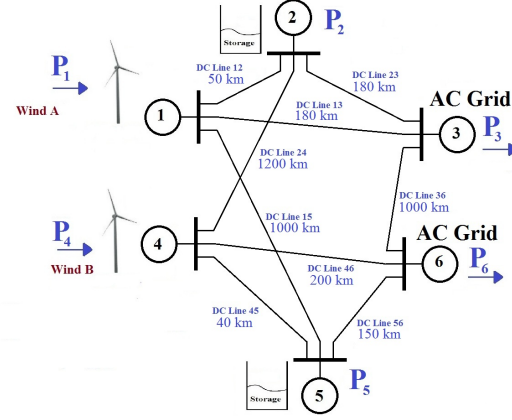 2
P2
Storage
DC Line 12
50 km
DC Line 23
180 km
P1
Wind A
1
DC Line 13
180 km
AC Grid
3
P3
DC Line 24
1200 km
DC Line 36
1000 km
DC Line 15
1000 km
P4
Wind B
4
AC Grid
6
P6
DC Line 46
200 km
DC Line 45
40 km
DC Line 56
150 km
Storage
5
P5